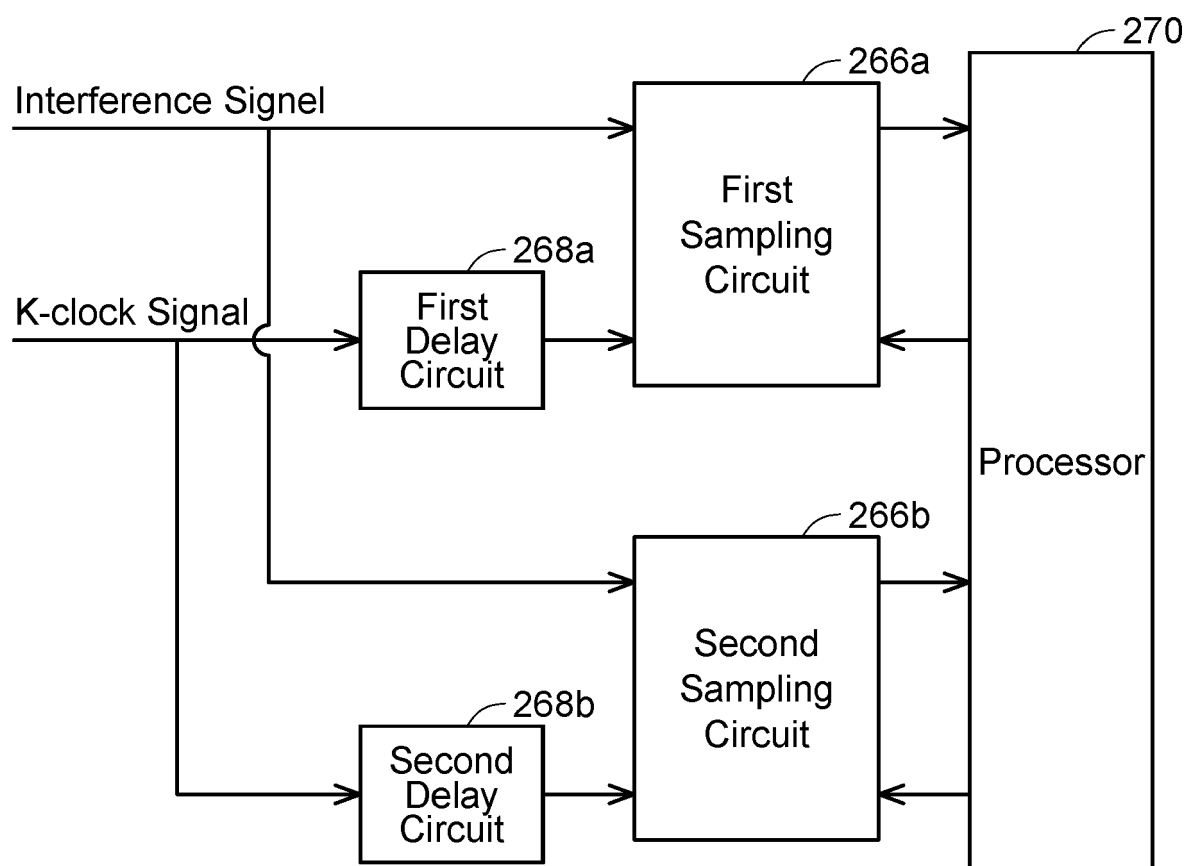 270
266a
Interference Signel
First
Sampling
Circuit
268a
K-clock Signal
First
Delay
Circuit
Processor
266b
Second
Sampling
Circuit
268b
Second
Delay
Circuit